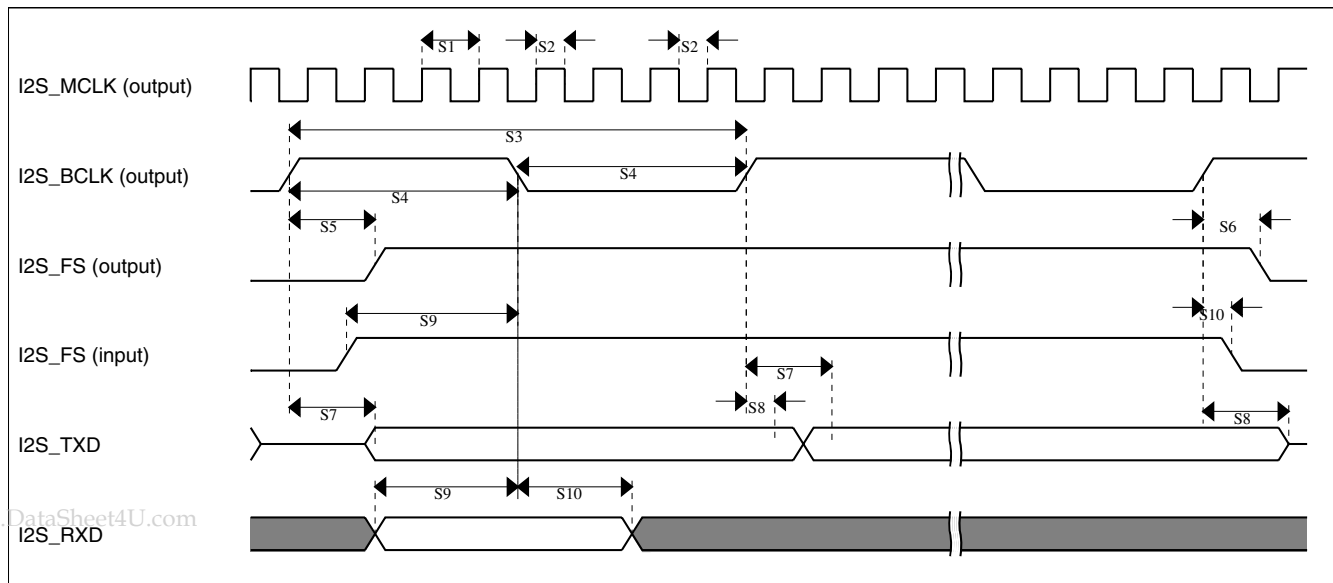 S1 S2 S2
I2S_MCLK (output)
S3
I2S_BCLK (output)
S4
S4
S5 S6
I2S_FS (output)
S9 S10
I2S_FS (input)
S7
S7 S8 S8
I2S_TXD
S9 S10
.DataSheet4U.com
I2S_RXD